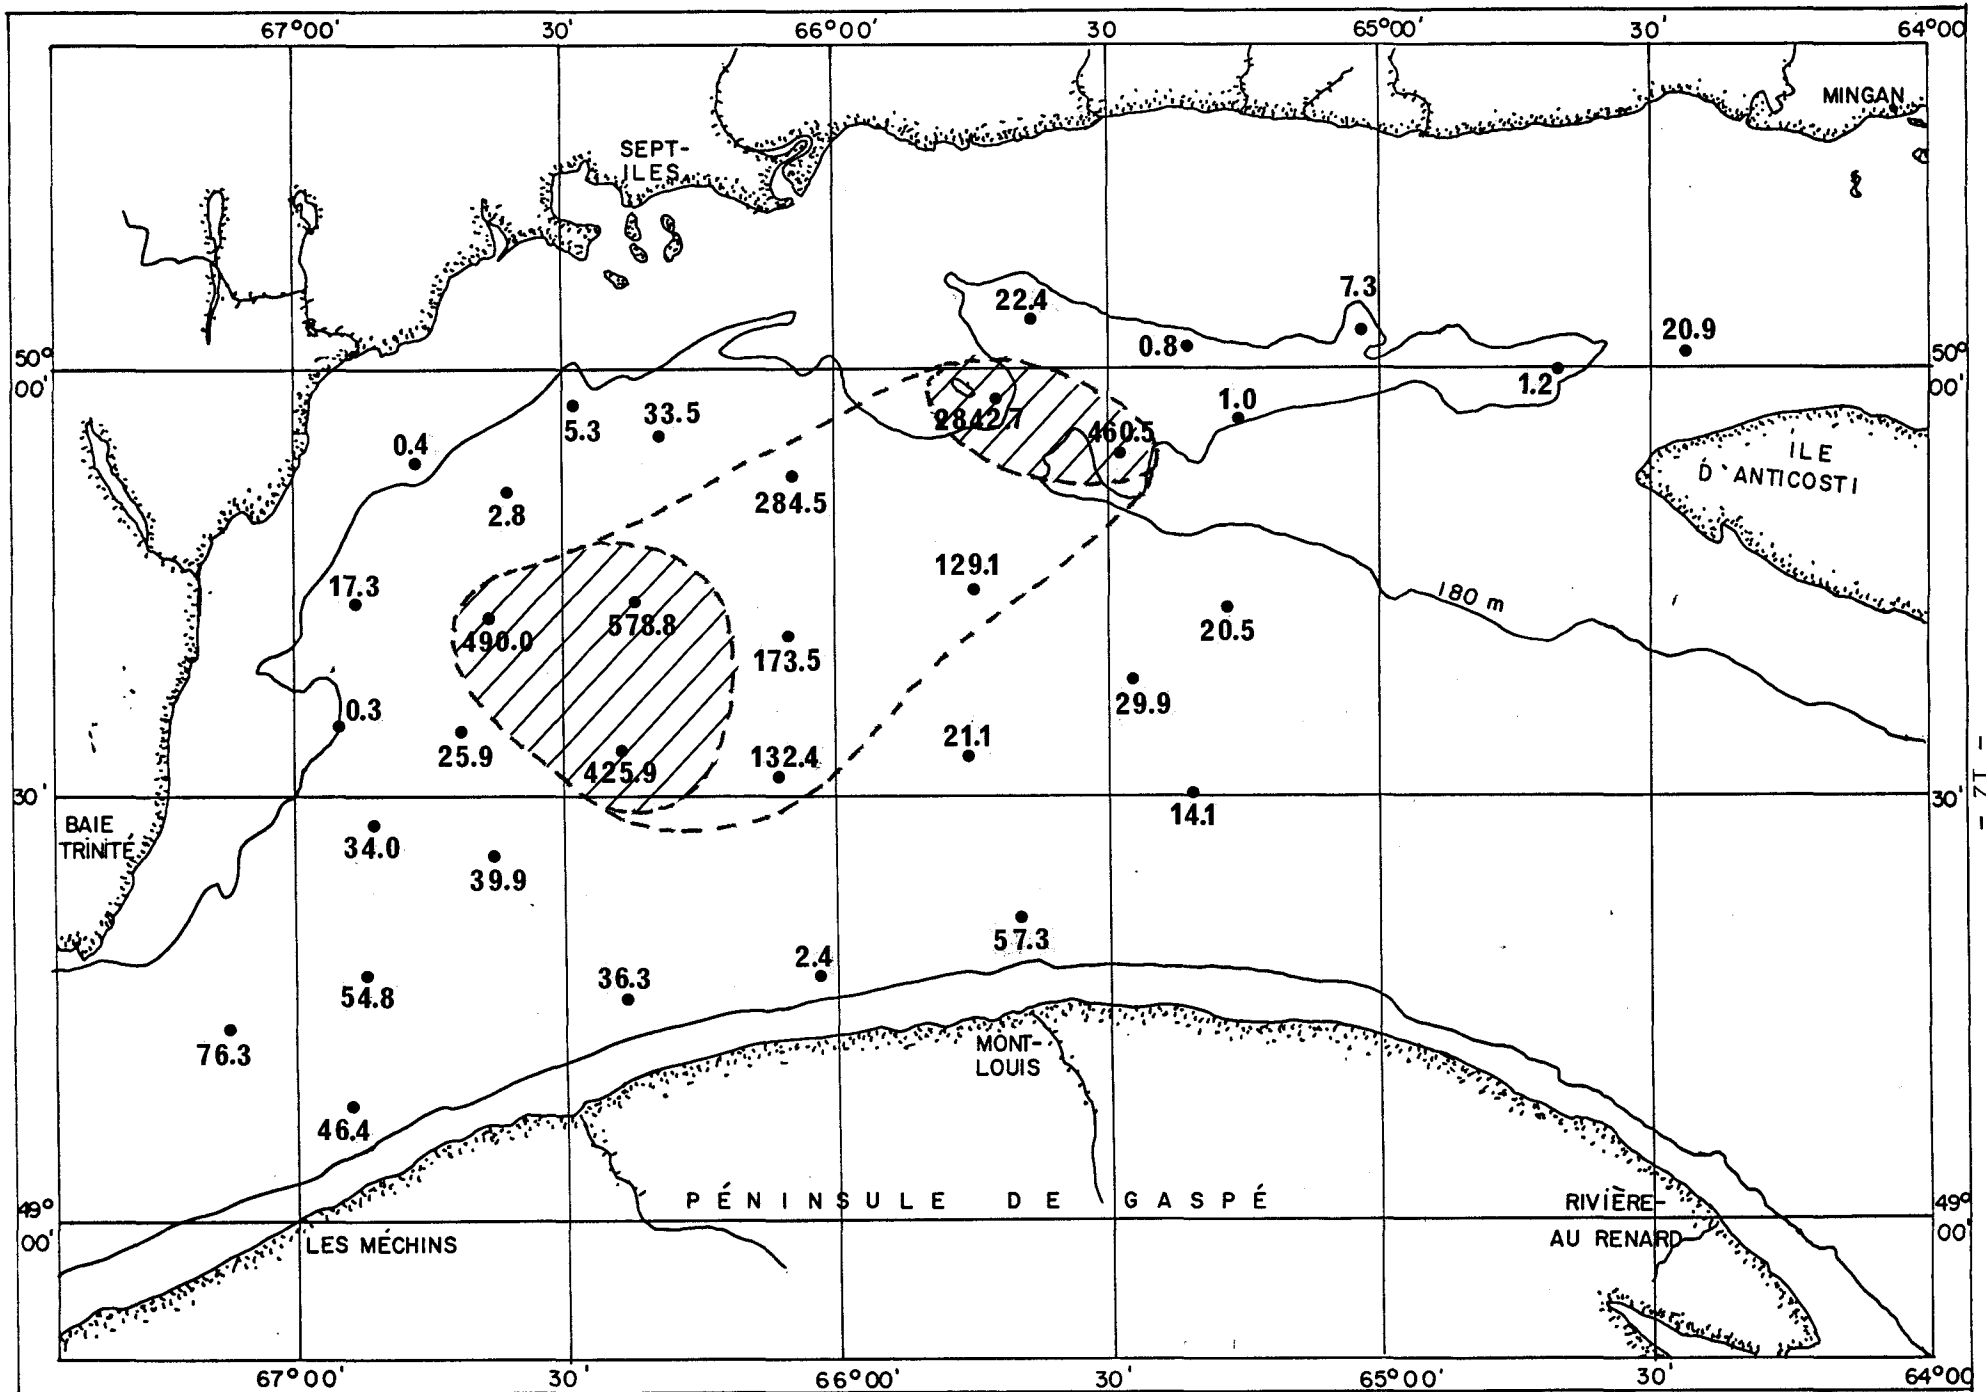 67°00' 30' 66°00' 30' 65°00' 30' 64°00'
MINGAN
SEPT-
ILES
7.3
22.4
20.9
0.8
50° 50°
00' 00'
1.2
1.0
33.5
5.3
2842.7
460.5
0.4
ILE
D'ANTICOSTI
284.5
2.8
129.1
17.3
180 m
578.8
20.5
490.0
173.5
29.9
0.3
21.1
25.9
132.4
425.9
30' 30'
14.1
- 17 -
BAIE
TRINITÉ
34.0
39.9
57.3
2.4
36.3
54.8
76.3
MONT-
LOUIS
46.4
PÉNINSULE DE GASPÉ
RIVIÈRE-
AU RENARD
49° 49°
00' 00'
LES MÉCHINS
67°00' 30' 66°00' 30' 65°00' 30' 64°00'